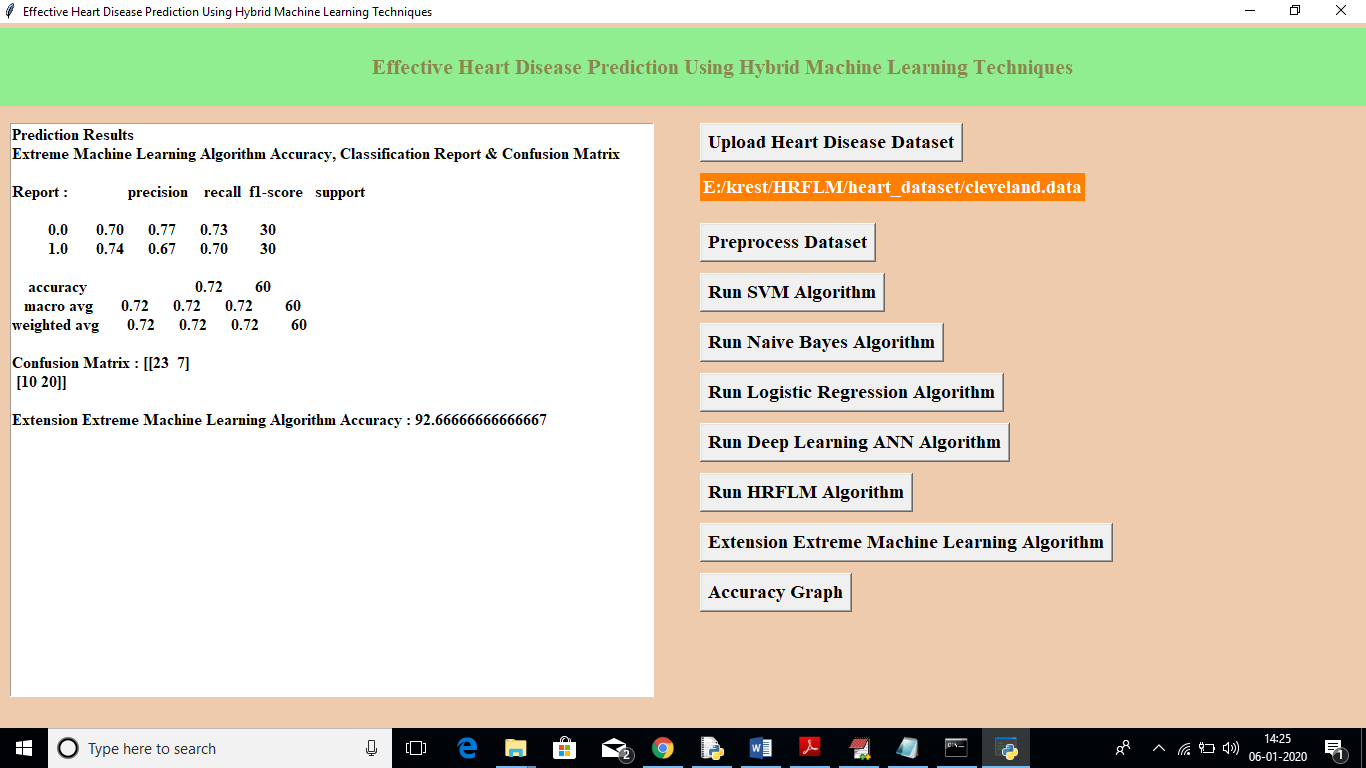 Effective Heart Disease Prediction Using Hybrid Machine Learning Techniques
Effective Heart Disease Prediction Using Hybrid Machine Learning Techniques
Prediction Results
Extreme Machine Learning Algorithm Accuracy, Classification Report & Confusion Matrix
Report : precision recall f1-score support
0.0 0.70 0.77 0.73 30
1.0 0.74 0.67 0.70 30
accuracy 0.72 60
macro avg 0.72 0.72 0.72 60
weighted avg 0.72 0.72 0.72 60
Confusion Matrix : [[23 7]
[10 20]]
Extension Extreme Machine Learning Algorithm Accuracy : 92.66666666666667
Upload Heart Disease Dataset
E:/krest/HRFLM/heart_dataset/cleveland.data
Preprocess Dataset
Run SVM Algorithm
Run Naive Bayes Algorithm
Run Logistic Regression Algorithm
Run Deep Learning ANN Algorithm
Run HRFLM Algorithm
Extension Extreme Machine Learning Algorithm
Accuracy Graph
Type here to search
2
14:25
06-01-2020
1